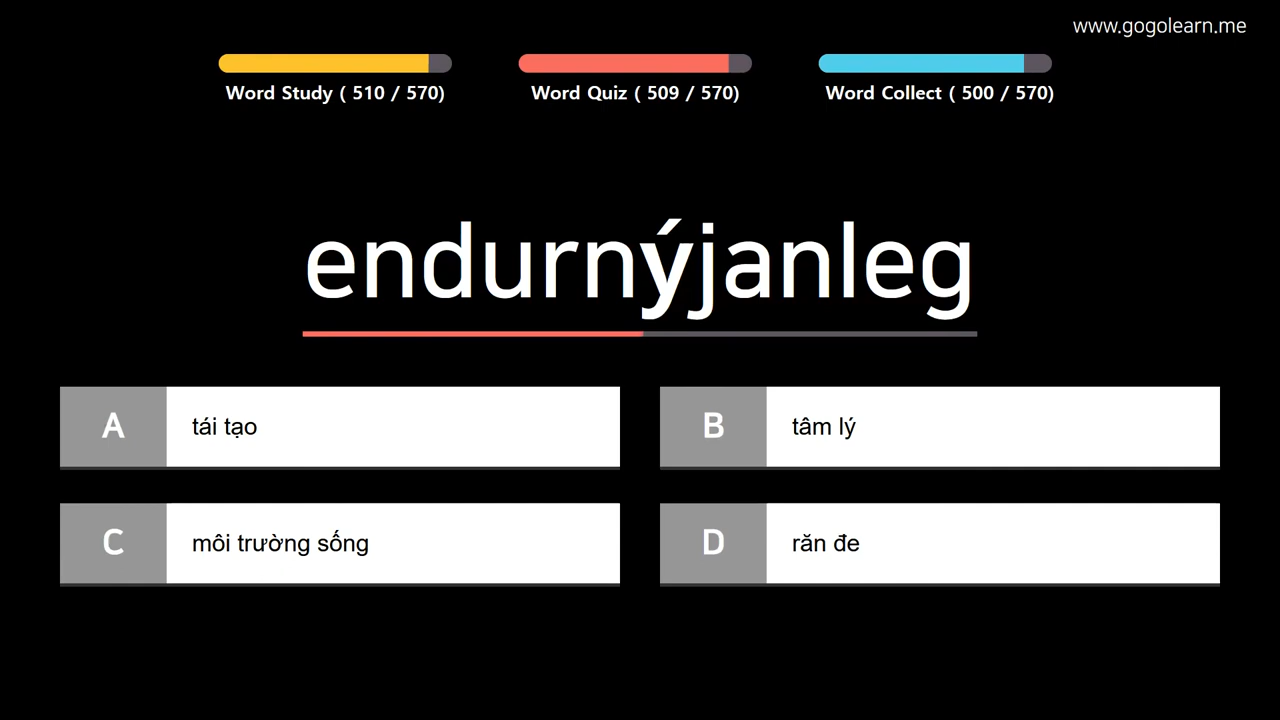 www.gogolearn.me
Word Study ( 510 / 570)
Word Quiz ( 509 / 570)
Word Collect ( 500 / 570)
endurnýjanleg
A tái tạo
B tâm lý
C môi trường sống
D răn đe